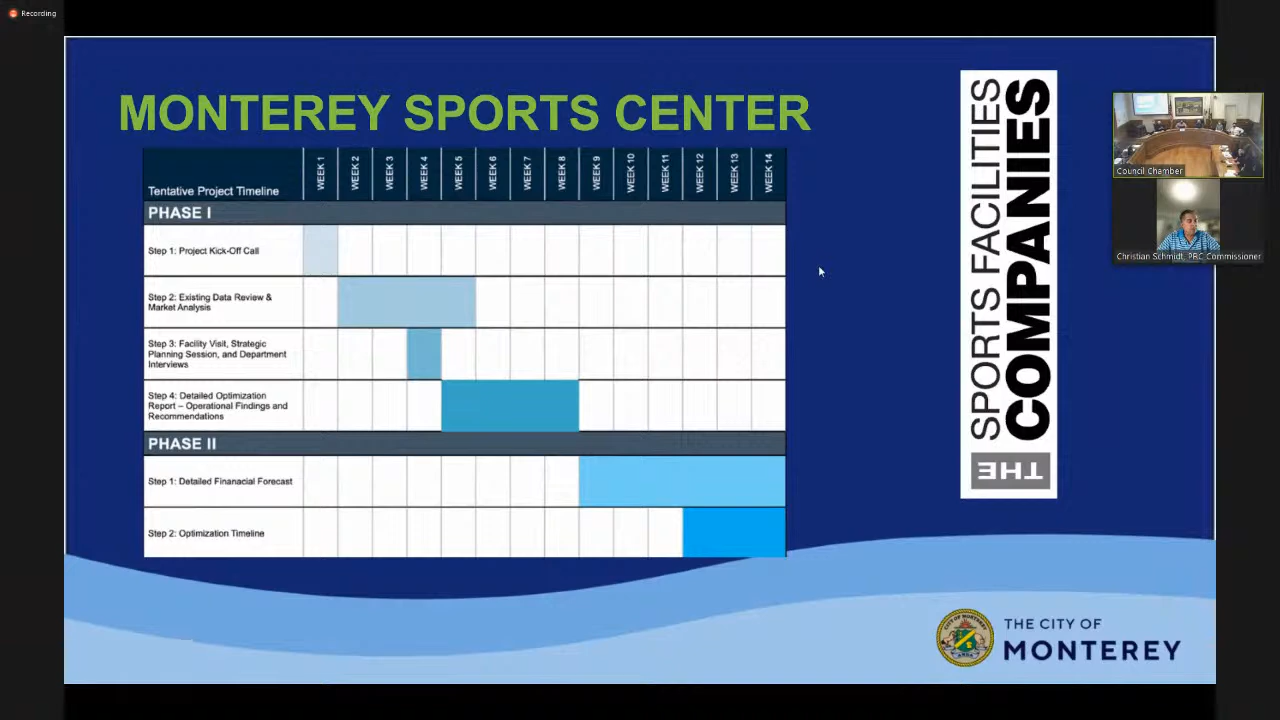 Recording
MONTEREY SPORTS CENTER
Tentative Project Timeline
WEEK 1
WEEK 2
WEEK 3
WEEK 4
WEEK 5
WEEK 6
WEEK 7
WEEK 8
WEEK 9
WEEK 10
WEEK 11
WEEK 12
WEEK 13
WEEK 14
PHASE I
Step 1: Project Kick-Off Call
Step 2: Existing Data Review &
Market Analysis
Step 3: Facility Visit, Strategic
Planning Session, and Department
Interviews
Step 4: Detailed Optimization
Report – Operational Findings and
Recommendations
PHASE II
Step 1: Detailed Finanacial Forecast
Step 2: Optimization Timeline
THE
SPORTS FACILITIES
COMPANIES
Council Chamber
Christian Schmidt, PRC Commissioner
THE CITY OF
MONTEREY